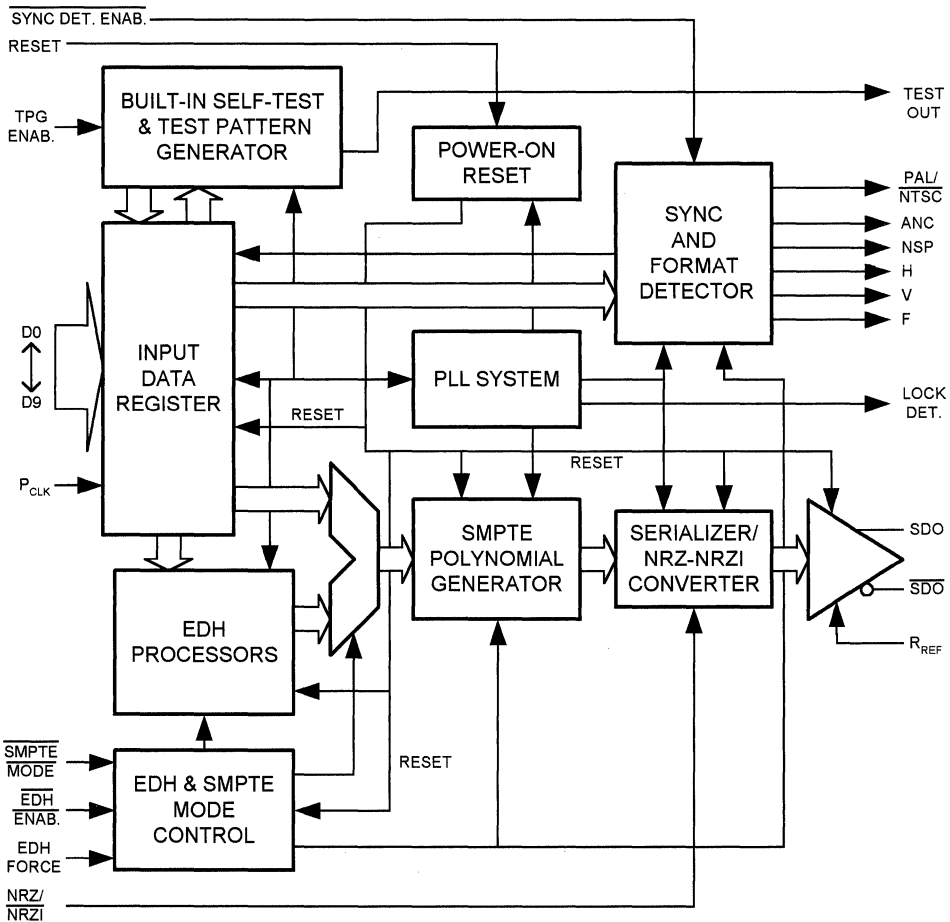 SYNC DET. ENAB.
RESET
BUILT-IN SELF-TEST
& TEST PATTERN
GENERATOR
TPG
ENAB.
TEST
OUT
POWER-ON
RESET
SYNC
AND
FORMAT
DETECTOR
PAL/
NTSC
ANC
NSP
H
V
F
D0
D9
INPUT
DATA
REGISTER
PLL SYSTEM
LOCK
DET.
RESET
RESET
PCLK
SMPTE
POLYNOMIAL
GENERATOR
SERIALIZER/
NRZ-NRZI
CONVERTER
SDO
SDO
RREF
EDH
PROCESSORS
RESET
SMPTE
MODE
EDH
ENAB.
EDH
FORCE
EDH & SMPTE
MODE
CONTROL
NRZ/
NRZI